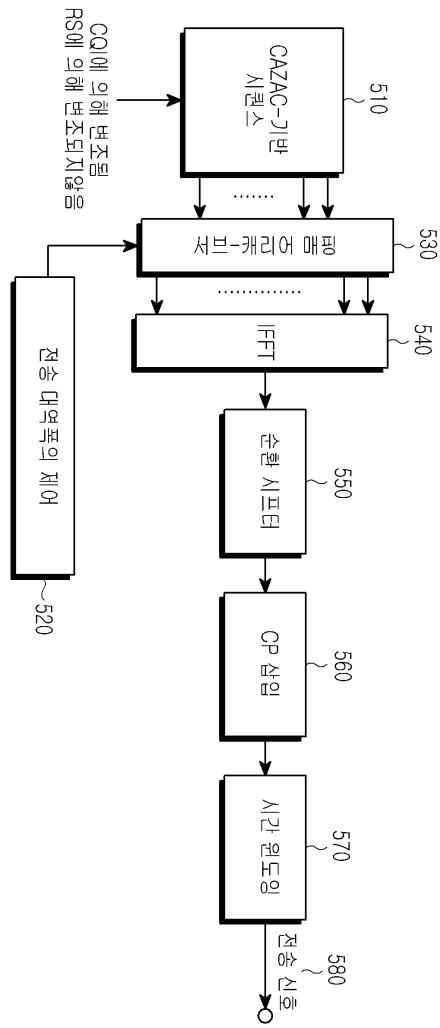 510
CAZAC-기반
시퀀스
CQI에 의해 변조됨
RS에 의해 변조되지않음
530
서브-캐리어 매핑
전송 대역폭의 제어
520
540
IFFT
550
순환 시프터
560
CP 삽입
570
시간 윈도잉
580
전송 신호